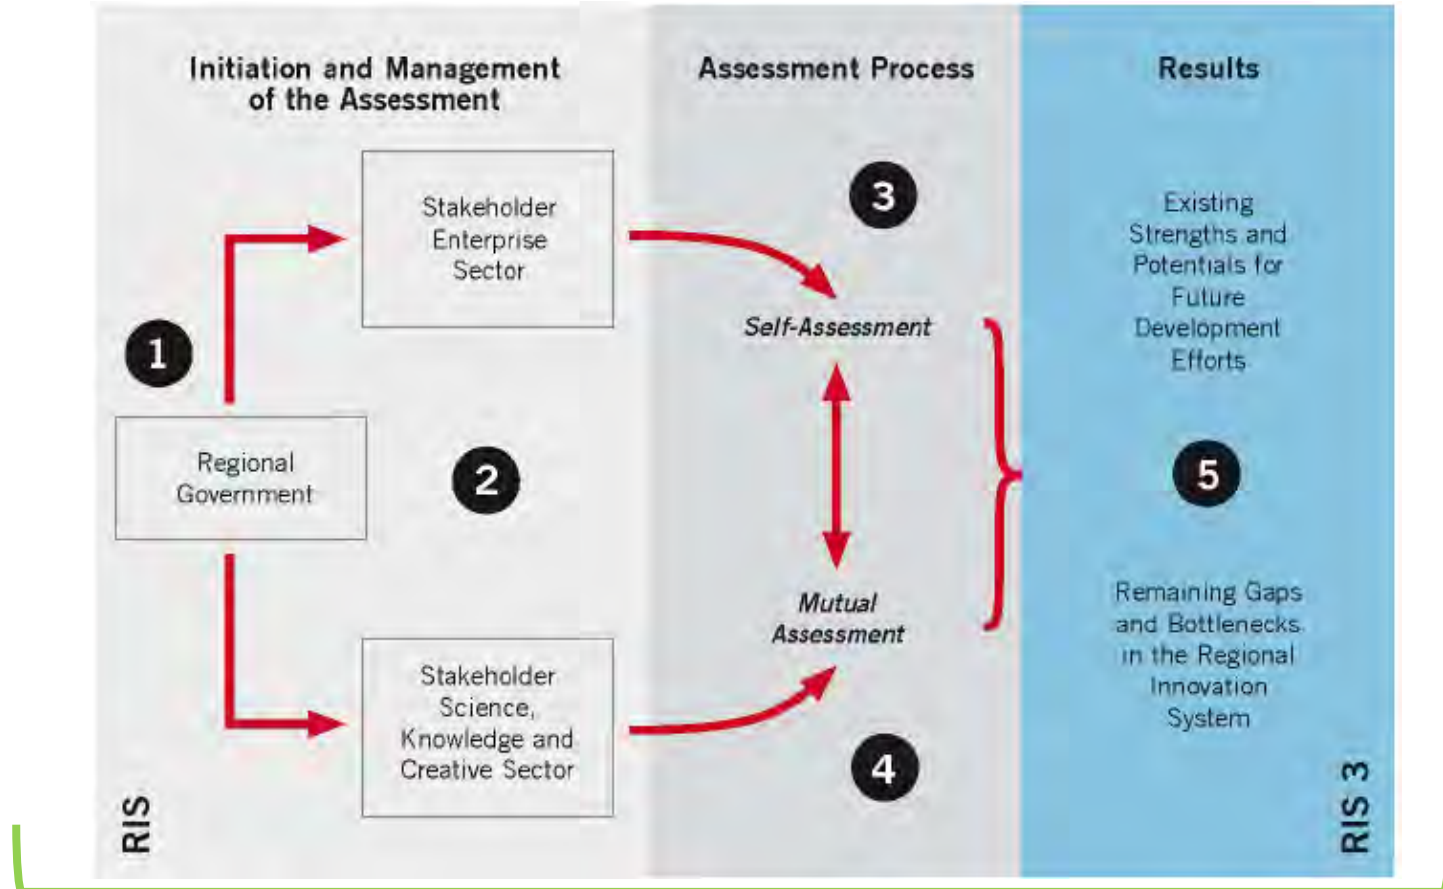 Initiation and Management
of the Assessment
Assessment Process
Results
Stakeholder
Enterprise
Sector
3
Existing
Strengths and
Potentials for
Future
Development
Efforts
Self-Assessment
1
Regional
Government
2
5
Mutual
Assessment
Remaining Gaps
and Bottlenecks
in the Regional
Innovation
System
Stakeholder
Science,
Knowledge and
Creative Sector
4
RIS
RIS 3